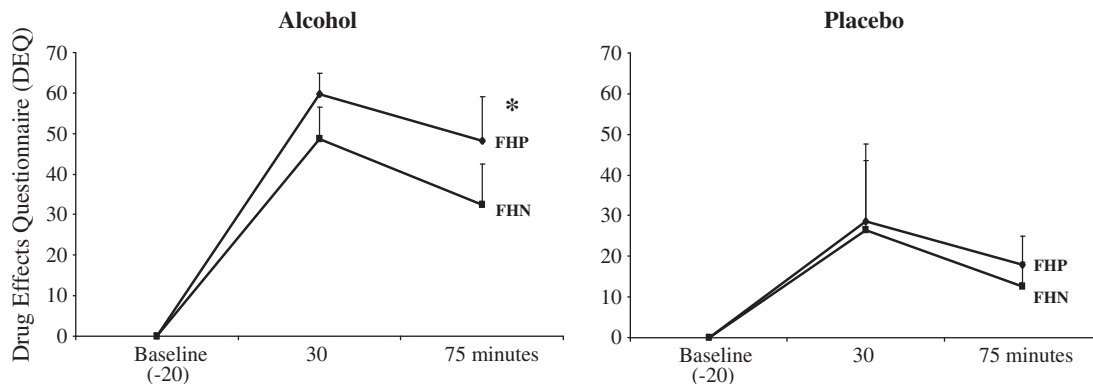 Alcohol
Placebo
Drug Effects Questionnaire (DEQ)
70
60
50
40
30
20
10
0
*
FHP
FHN
Baseline
(-20)
30
75 minutes
70
60
50
40
30
20
10
0
FHP
FHN
Baseline
(-20)
30
75 minutes